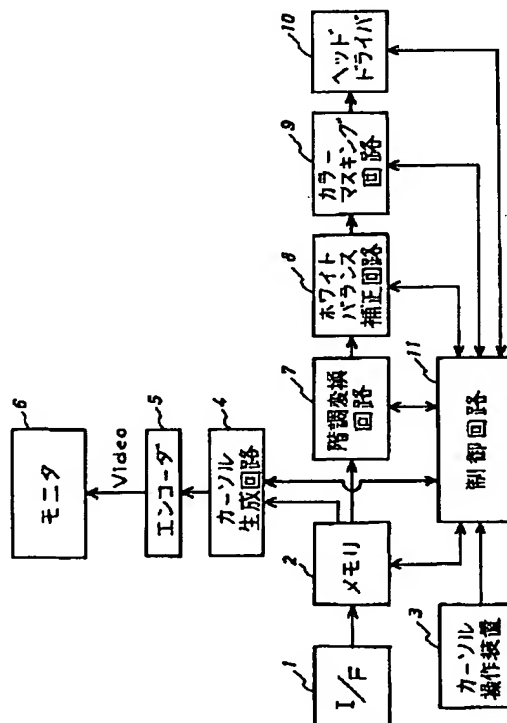 6
モニタ
Video
5
エンコーダ
4
カーソル
生成回路
1
I/F
2
メモリ
7
階調変換
回路
8
ホワイト
バランス
補正回路
9
カラー
マスキング
回路
10
ヘッド
ドライバ
3
カーソル
操作装置
11
制御回路